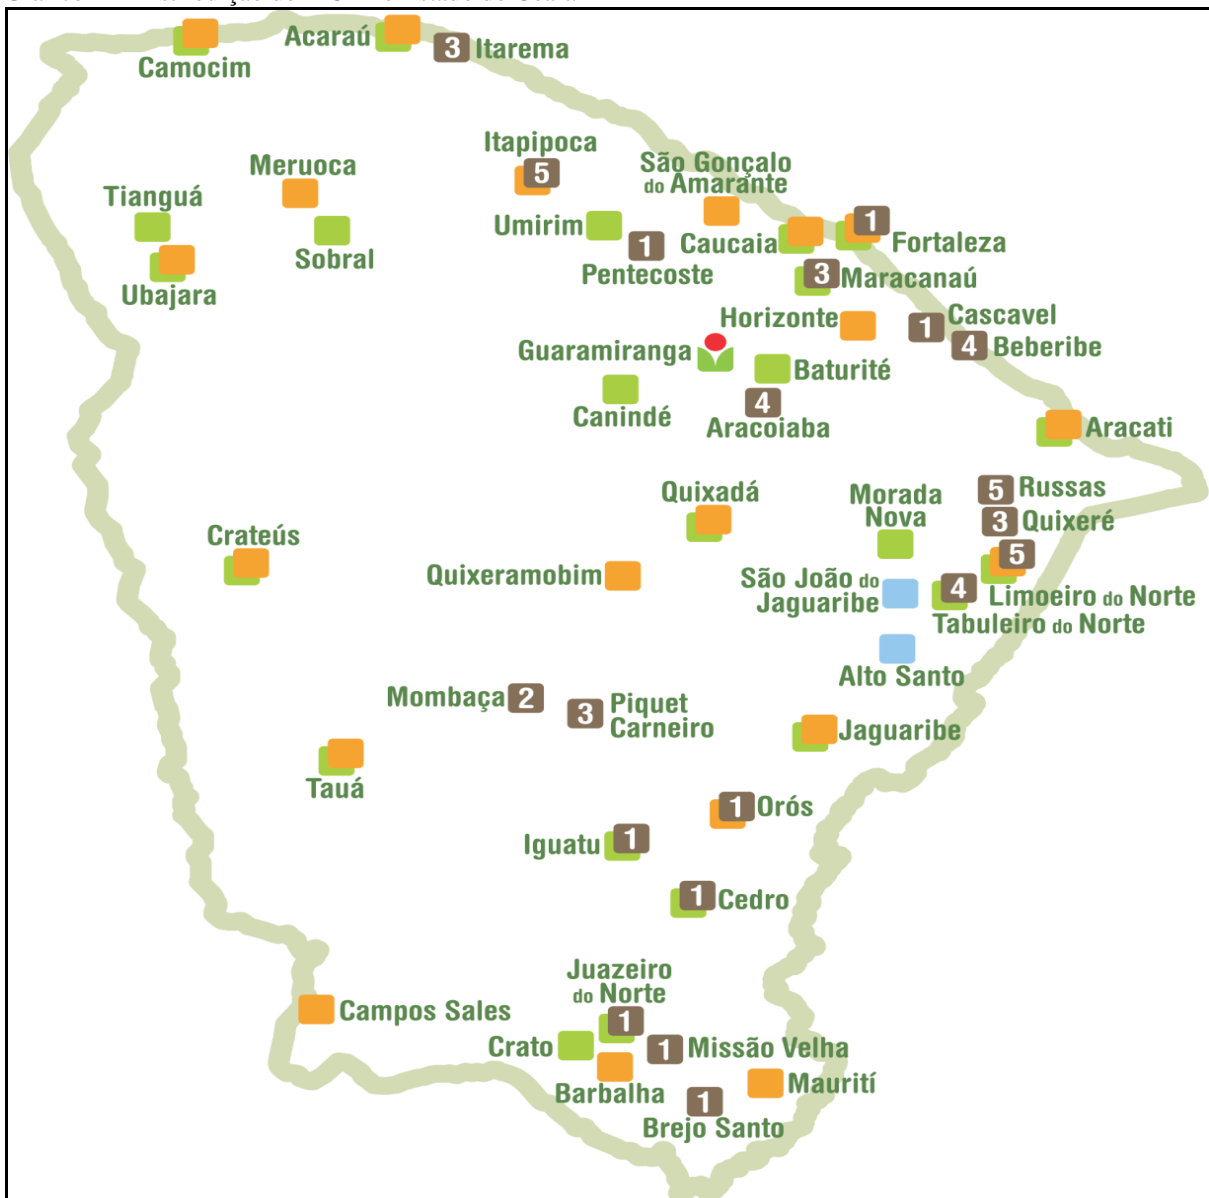 Camocim
Acaraú
3 Itarema
Itapipoca
5
São Gonçalo
do Amarante
Meruoca
Tianguá
Sobral
Ubajara
Umirim
1
Pentecoste
Caucaia
1
Fortaleza
3 Maracanaú
Horizonte
1 Cascavel
4 Beberibe
Guaramiranga
Baturité
Canindé
4
Aracoiaba
Aracati
Quixadá
Morada
Nova
5 Russas
3 Quixeré
5
Limoeiro do Norte
4
Tabuleiro do Norte
Crateús
Quixeramobim
São João do
Jaguaribe
Alto Santo
Mombaça 2
3 Piquet
Carneiro
Jaguaribe
Tauá
1 Orós
Iguatu 1
1 Cedro
Juazeiro
do Norte
1
Campos Sales
Crato
1 Missão Velha
Barbalha
Maurití
1
Brejo Santo